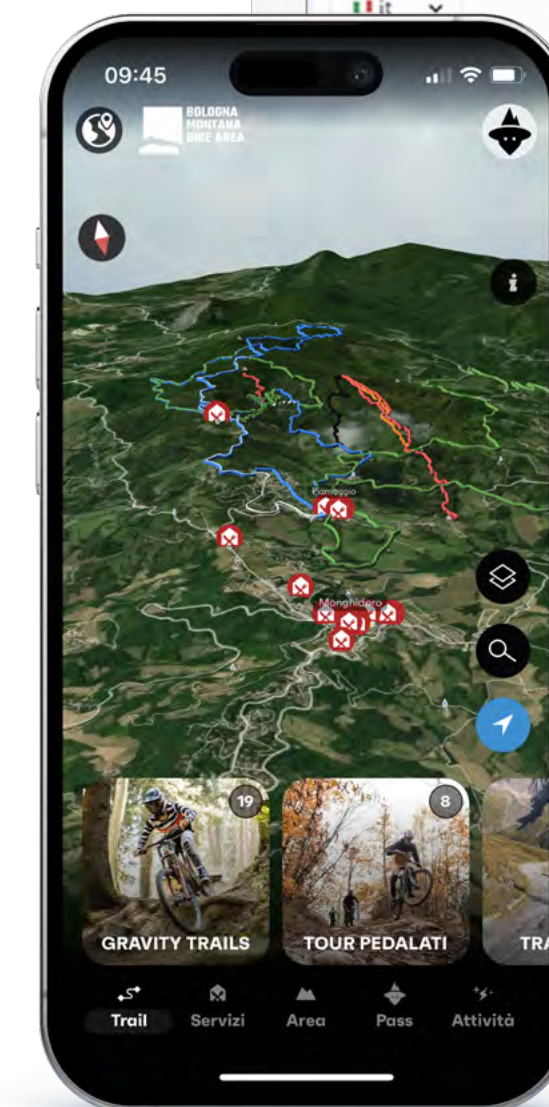 it
09:45
BOLOGNA
MONTANA
BIKE AREA
i
Piamaggio
Monghidoro
19
8
GRAVITY TRAILS
TOUR PEDALATI
TRA
Trail
Servizi
Area
Pass
Attività